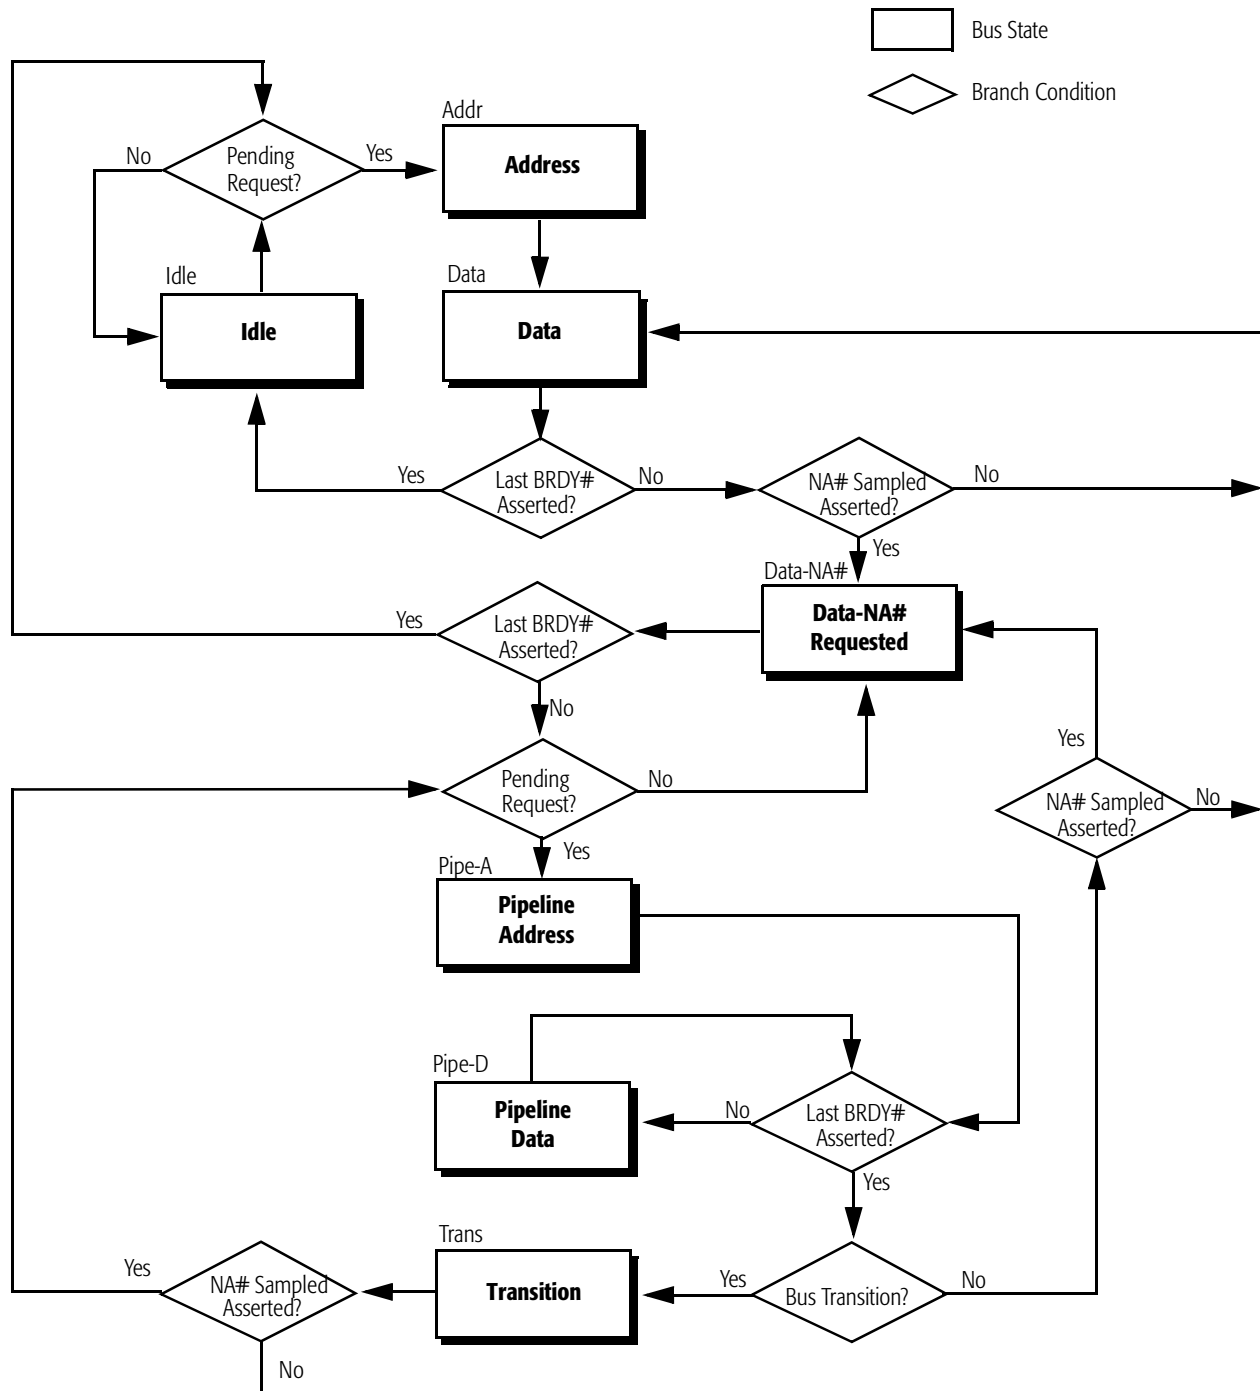 Bus State
Branch Condition
Addr
No
Pending
Request?
Yes
Address
Idle
Idle
Data
Data
Yes
Last BRDY#
Asserted?
No
NA# Sampled
Asserted?
No
Yes
Data-NA#
Data-NA#
Requested
Yes
Last BRDY#
Asserted?
No
Pending
Request?
No
Yes
Yes
NA# Sampled
Asserted?
No
Pipe-A
Pipeline
Address
Pipe-D
Pipeline
Data
No
Last BRDY#
Asserted?
Yes
Trans
Transition
Yes
NA# Sampled
Asserted?
No
Yes
Bus Transition?
No